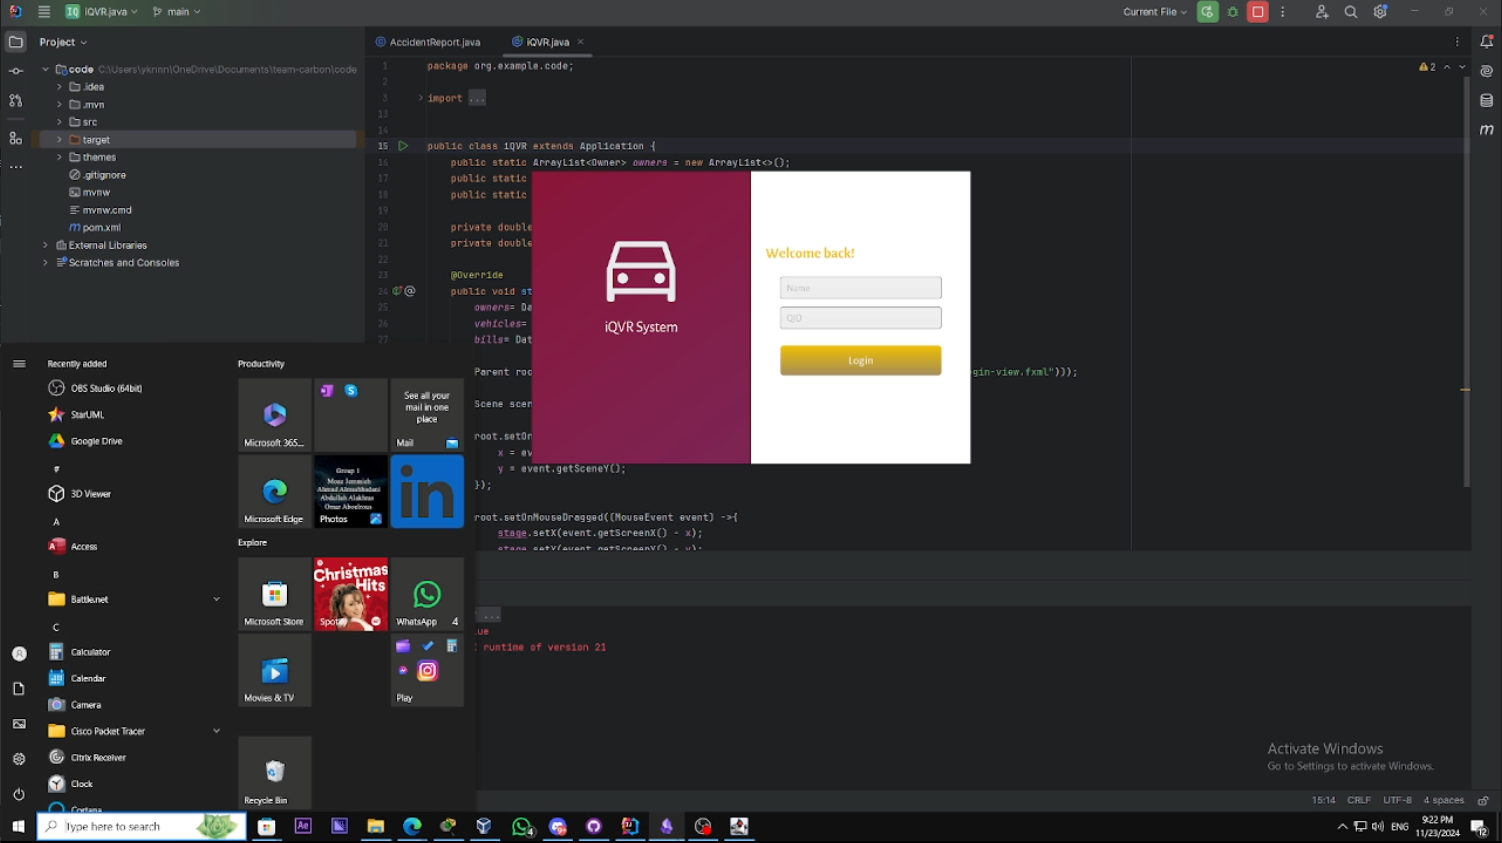 iQVR.java
main
Current File
Project
AccidentReport.java
iQVR.java
code C:\Users\yknnn\OneDrive\Documents\team-carbon\code
.idea
.mvn
src
target
themes
.gitignore
mvnw
mvnw.cmd
pom.xml
External Libraries
Scratches and Consoles
2
1 package org.example.code;
2
3 import ...
13
14
15 public class iQVR extends Application {
16 public static ArrayList<Owner> owners = new ArrayList<>();
17 public static
18 public static
19
20 private double
21 private double
22
23 @Override
24 public void st
25 owners= Da
26 vehicles=
27 bills= Dat
Parent roo
gin-view.fxml")));
Scene scen
root.setOn
x = ev
y = event.getSceneY();
});
root.setOnMouseDragged((MouseEvent event) ->{
stage.setX(event.getScreenX() - x);
stage.setY(event.getScreenY() - y);
iQVR System
Welcome back!
Name
QID
Login
...
lue
runtime of version 21
Recently added
OBS Studio (64bit)
StarUML
Google Drive
#
3D Viewer
A
Access
B
Battle.net
C
Calculator
Calendar
Camera
Cisco Packet Tracer
Citrix Receiver
Clock
Cortana
Productivity
Microsoft 365...
See all your
mail in one
place
Mail
Microsoft Edge
Group 1
Photos
in
Explore
Microsoft Store
Christmas
Hits
Spotify
WhatsApp 4
Movies & TV
Play
Recycle Bin
Activate Windows
Go to Settings to activate Windows.
15:14 CRLF UTF-8 4 spaces
Type here to search
Ae
4
ENG
9:22 PM
11/23/2024
12